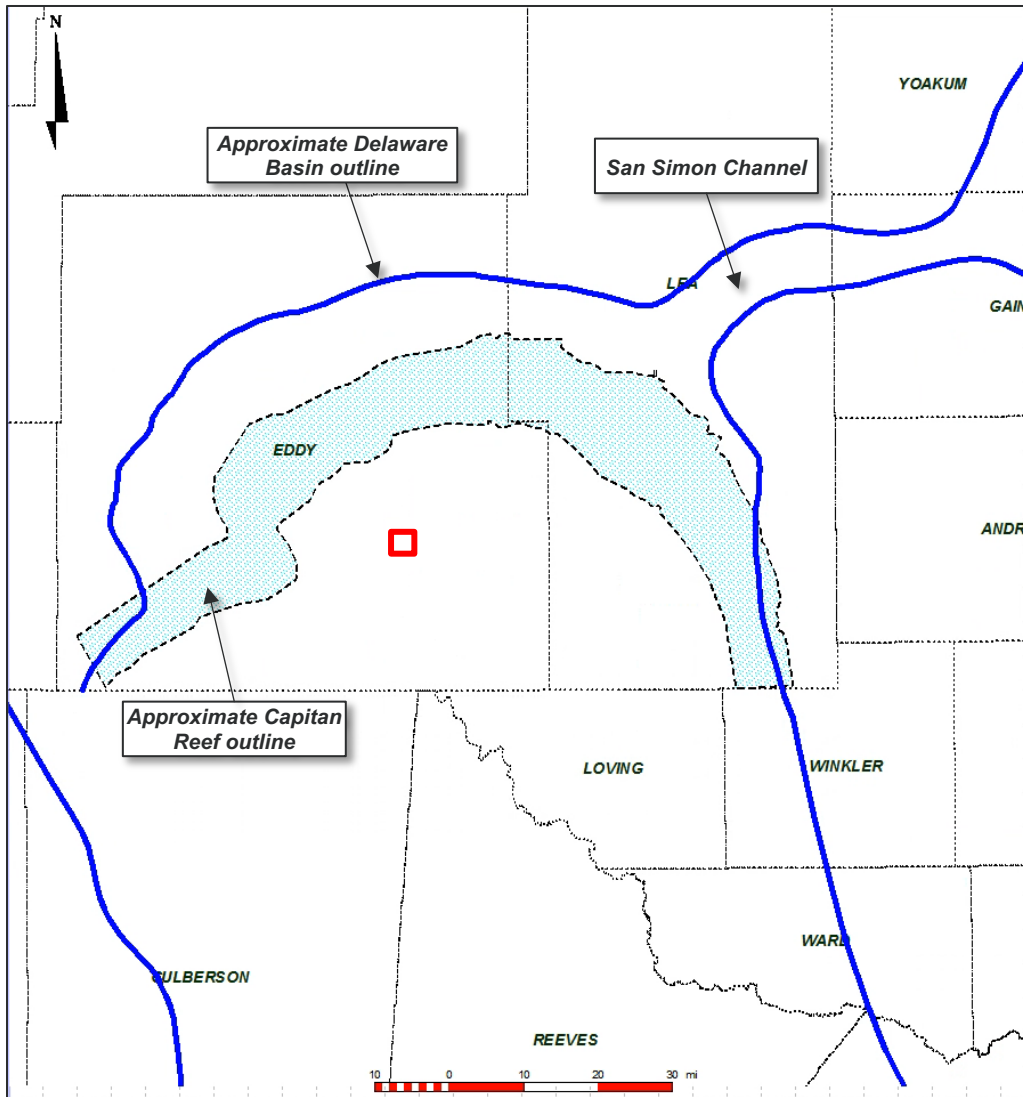 N
YOAKUM
Approximate Delaware
Basin outline
San Simon Channel
LEA
GAIN
EDDY
ANDR
Approximate Capitan
Reef outline
LOVING
WINKLER
WARD
CULBERSON
REEVES
10 0 10 20 30 mi